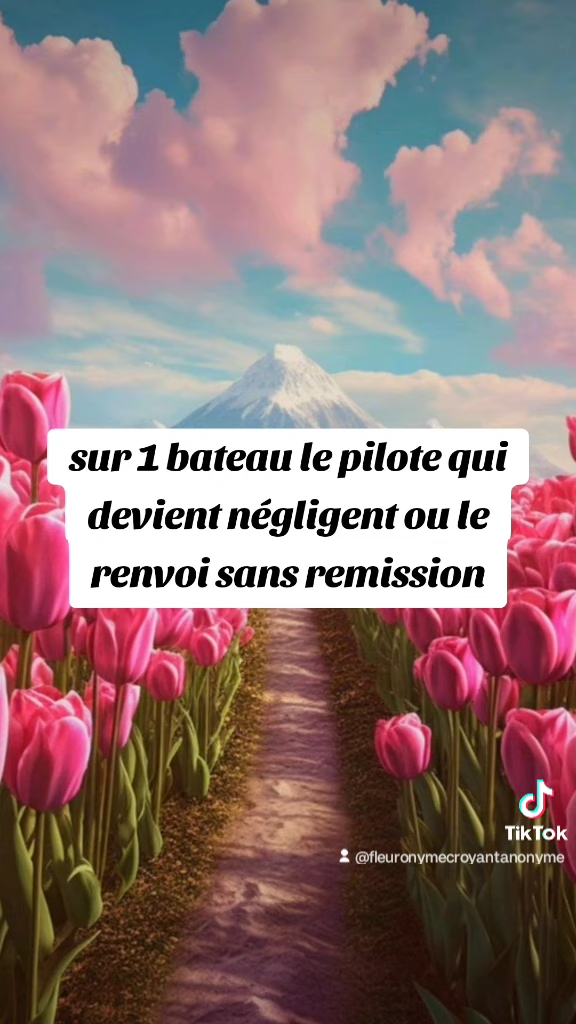 sur 1 bateau le pilote qui
devient négligent ou le
renvoi sans remission
TikTok
@fleuronymecroyantanonyme